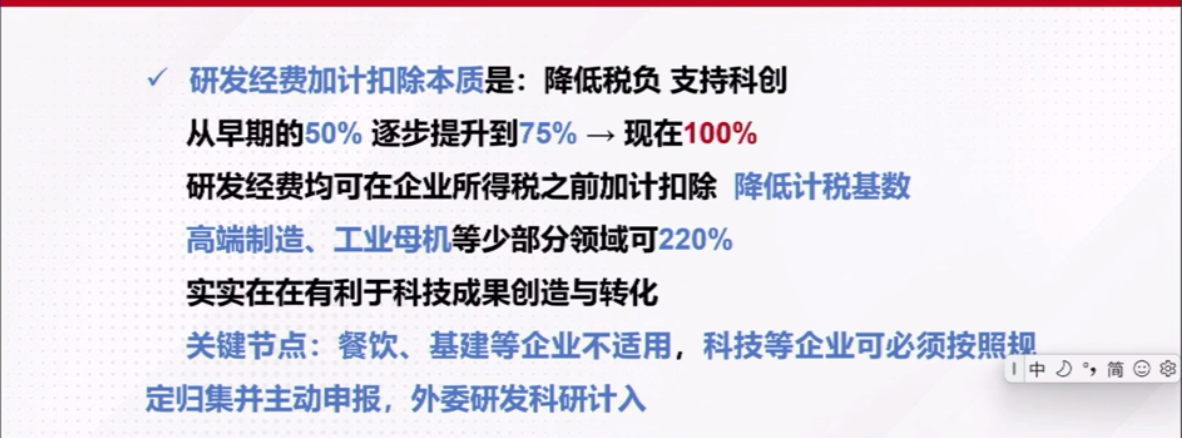 ✓ 研发经费加计扣除本质是：降低税负 支持科创
从早期的50% 逐步提升到75% → 现在100%
研发经费均可在企业所得税之前加计扣除 降低计税基数
高端制造、工业母机等少部分领域可220%
实实在在有利于科技成果创造与转化
关键节点：餐饮、基建等企业不适用，科技等企业可必须按照规
中 简
定归集并主动申报，外委研发科研计入